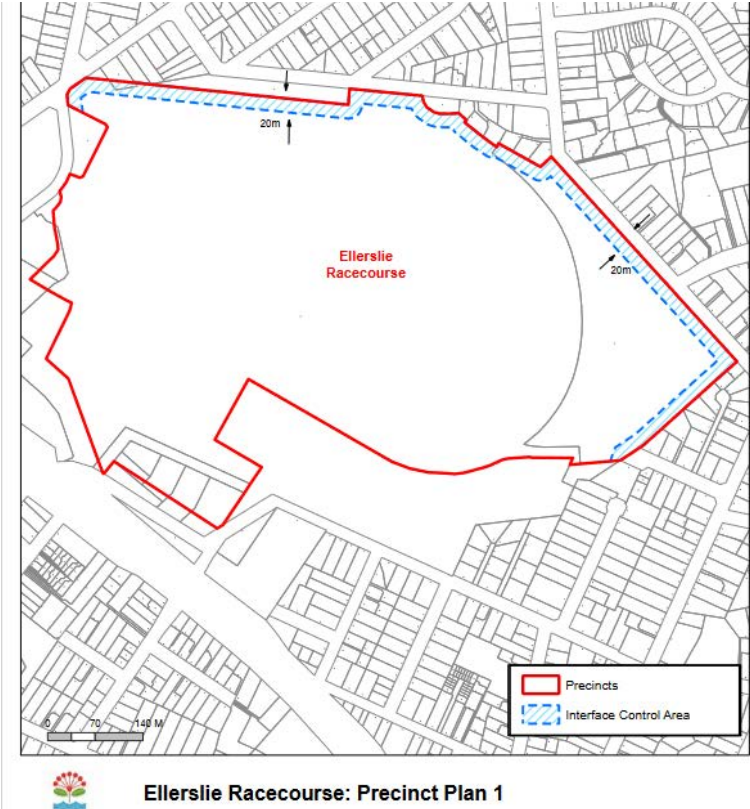 20m
20m
Ellerslie
Racecourse
Precincts
Interface Control Area
0 70 140 M
Ellerslie Racecourse: Precinct Plan 1